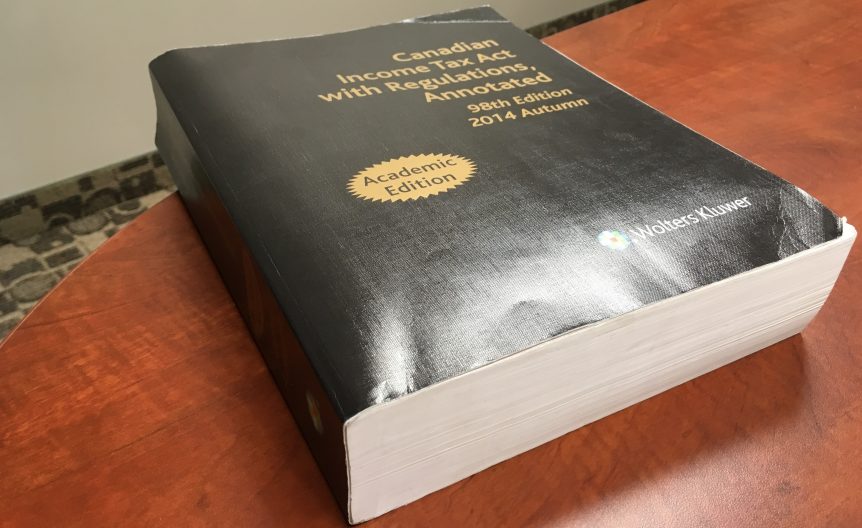 Canadian
Income Tax Act
with Regulations,
Annotated
98th Edition
2014 Autumn
Academic
Edition
Wolters Kluwer